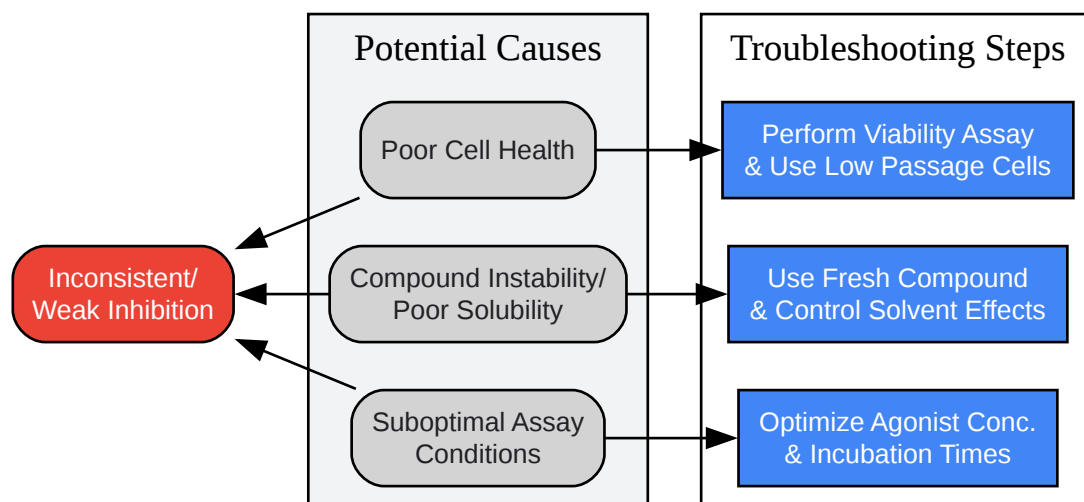 Potential Causes
Troubleshooting Steps
Poor Cell Health
Perform Viability Assay
& Use Low Passage Cells
Inconsistent/
Weak Inhibition
Compound Instability/
Poor Solubility
Use Fresh Compound
& Control Solvent Effects
Suboptimal Assay
Conditions
Optimize Agonist Conc.
& Incubation Times